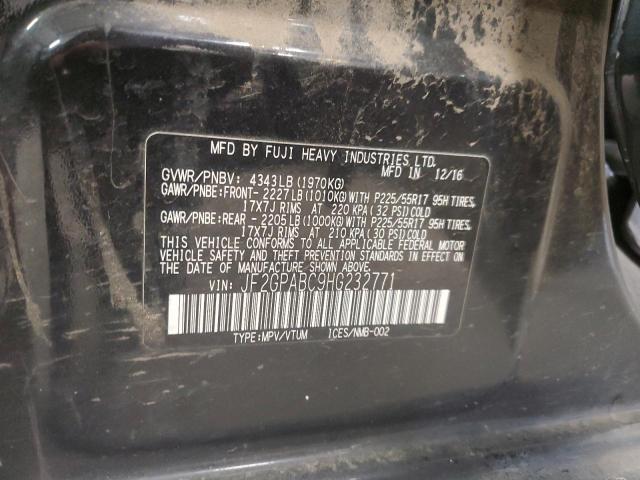 MFD BY FUJI HEAVY INDUSTRIES,LTD.
MFD IN 12/16
GVWR/PNBV: 4343LB(1970KG)
GAWR/PNBE:FRONT- 2227LB(1010KG)WITH P225/55R17 95H TIRES,
17X7J RIMS AT 220 KPA(32 PSI)COLD
GAWR/PNBE:REAR - 2205LB(1000KG)WITH P225/55R17 95H TIRES,
17X7J RIMS AT 210 KPA(30 PSI)COLD
THIS VEHICLE CONFORMS TO ALL APPLICABLE FEDERAL MOTOR
VEHICLE SAFETY AND THEFT PREVENTION STANDARDS IN EFFECT
ON THE DATE OF MANUFACTURE SHOWN ABOVE.
VIN: JF2GPABC9HG232771
TYPE:MPV/VTUM ICES/NMB-002